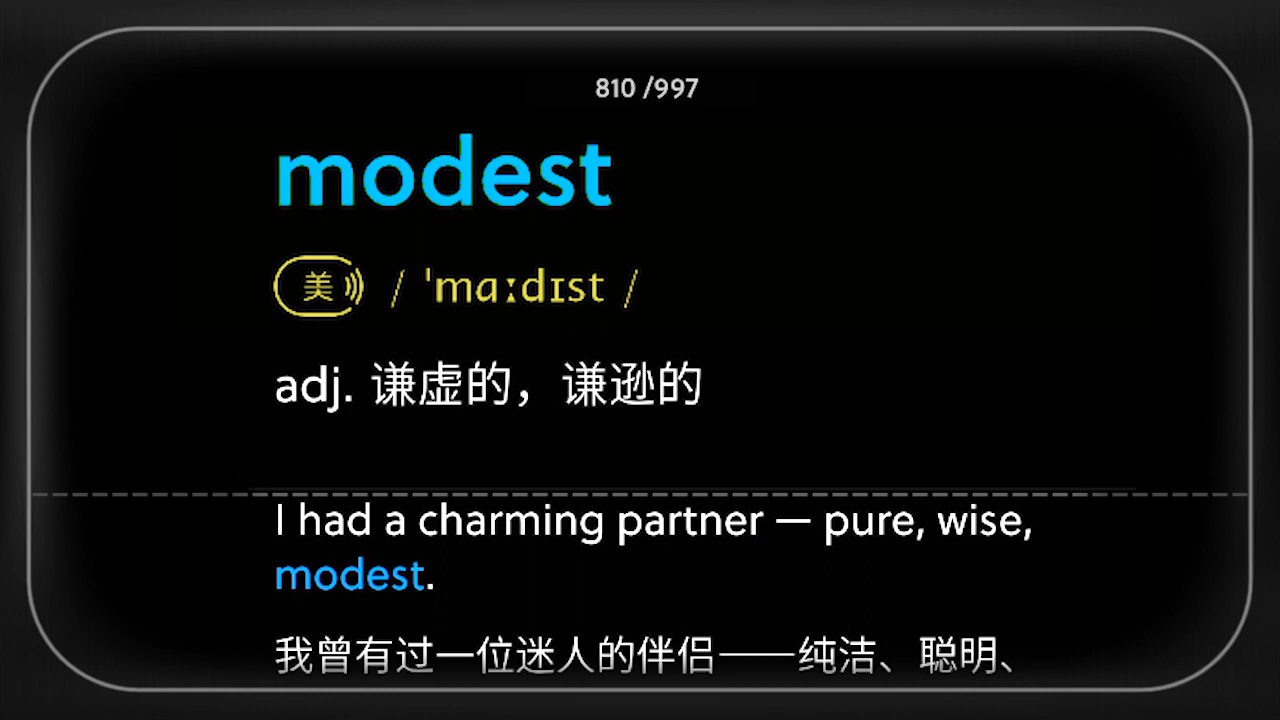 810 /997
modest
美 / ˈmɑːdɪst /
adj. 谦虚的，谦逊的
I had a charming partner — pure, wise,
modest.
我曾有过一位迷人的伴侣——纯洁、聪明、